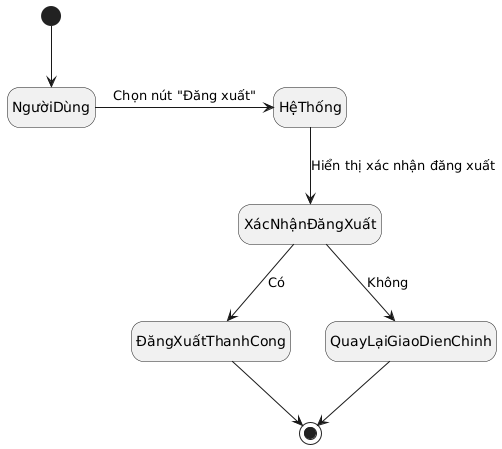 NgườiDùng
Chọn nút "Đăng xuất"
HệThống
Hiển thị xác nhận đăng xuất
XácNhậnĐăngXuất
Có
Không
ĐăngXuấtThanhCong
QuayLạiGiaoDienChinh